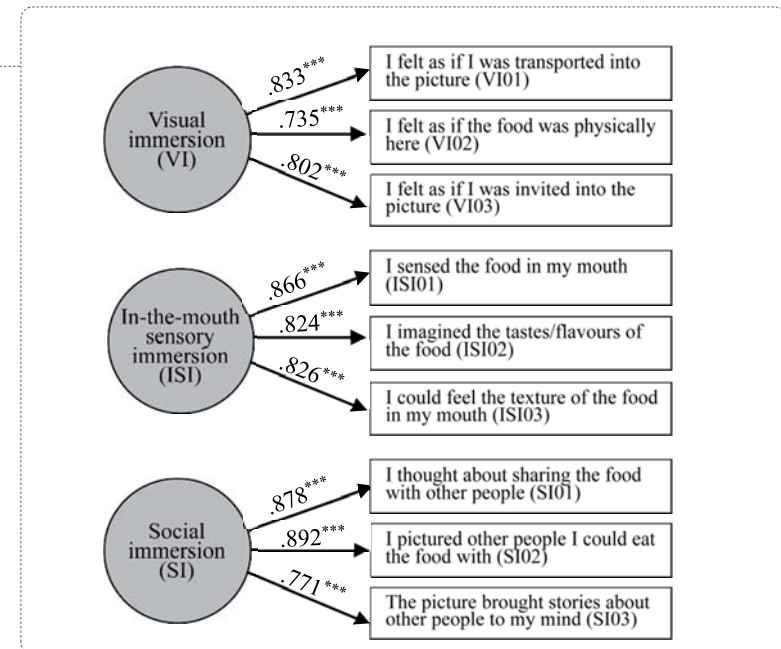 Visual
immersion
(VI)
.833***
.735***
.802***
I felt as if I was transported into
the picture (VI01)
I felt as if the food was physically
here (VI02)
I felt as if I was invited into the
picture (VI03)
In-the-mouth
sensory
immersion
(ISI)
.866***
.824***
.826***
I sensed the food in my mouth
(ISI01)
I imagined the tastes/flavours of
the food (ISI02)
I could feel the texture of the food
in my mouth (ISI03)
Social
immersion
(SI)
.878***
.892***
.771***
I thought about sharing the food
with other people (SI01)
I pictured other people I could eat
the food with (SI02)
The picture brought stories about
other people to my mind (SI03)